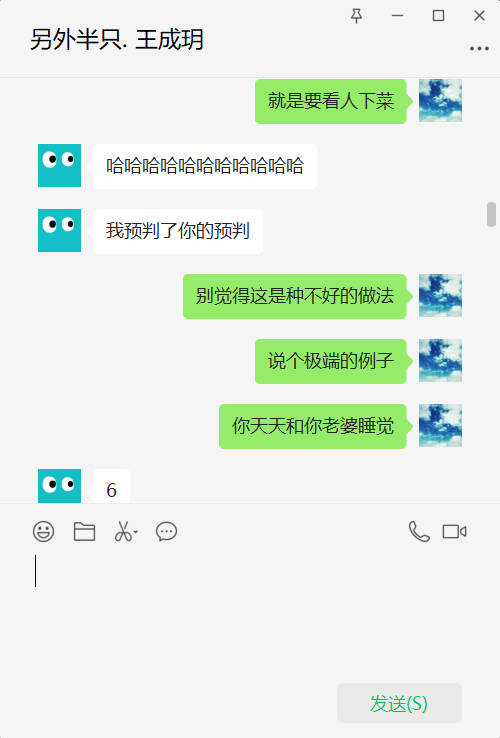 另外半只. 王成玥
就是要看人下菜
哈哈哈哈哈哈哈哈哈哈哈
我预判了你的预判
别觉得这是种不好的做法
说个极端的例子
你天天和你老婆睡觉
6
发送(S)